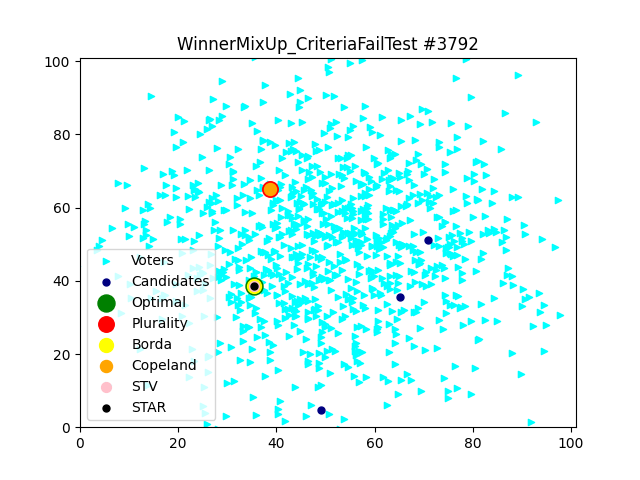 WinnerMixUp_CriteriaFailTest #3792
100
80
60
40
20
0
Voters
Candidates
Optimal
Plurality
Borda
Copeland
STV
STAR
0 20 40 60 80 100